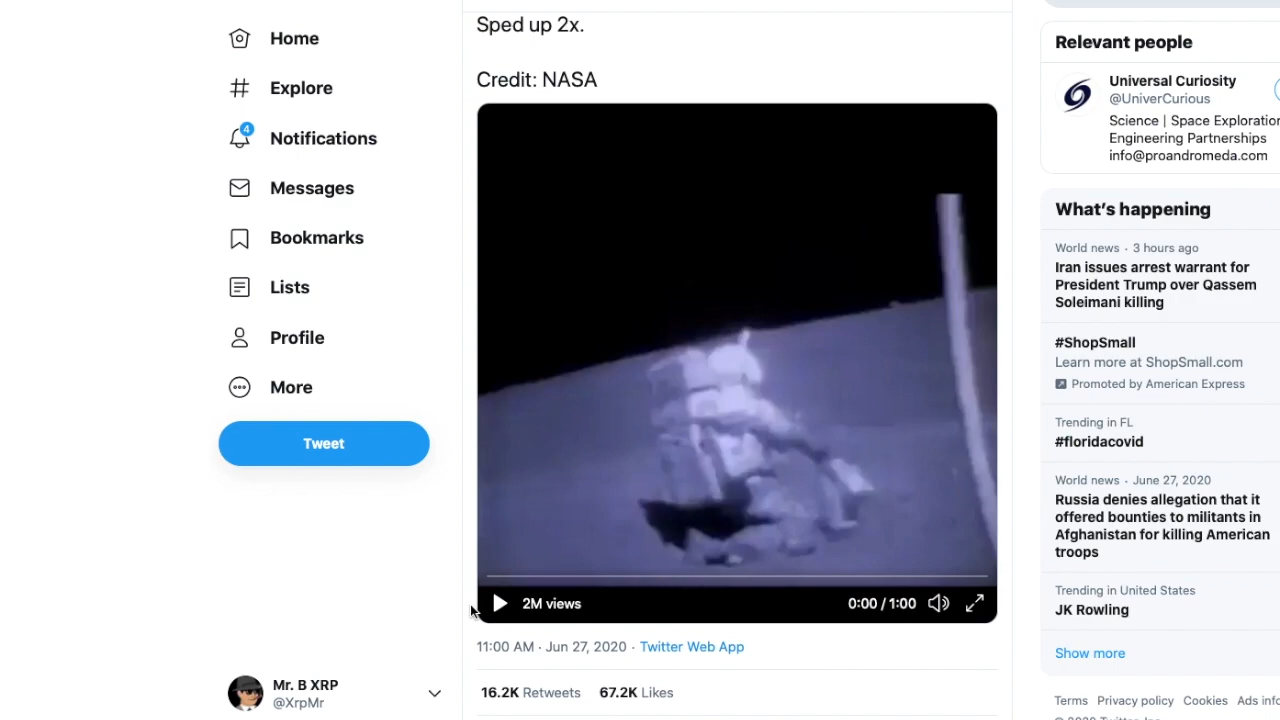 Home
Explore
4
Notifications
Messages
Bookmarks
Lists
Profile
More
Tweet
Mr. B XRP
@XrpMr
Sped up 2x.
Credit: NASA
2M views
0:00 / 1:00
11:00 AM · Jun 27, 2020 · Twitter Web App
16.2K Retweets 67.2K Likes
Relevant people
Universal Curiosity
@UniverCurious
Science | Space Exploration
Engineering Partnerships
info@proandromeda.com
What's happening
World news · 3 hours ago
Iran issues arrest warrant for
President Trump over Qassem
Soleimani killing
#ShopSmall
Learn more at ShopSmall.com
Promoted by American Express
Trending in FL
#floridacovid
World news · June 27, 2020
Russia denies allegation that it
offered bounties to militants in
Afghanistan for killing American
troops
Trending in United States
JK Rowling
Show more
Terms Privacy policy Cookies Ads